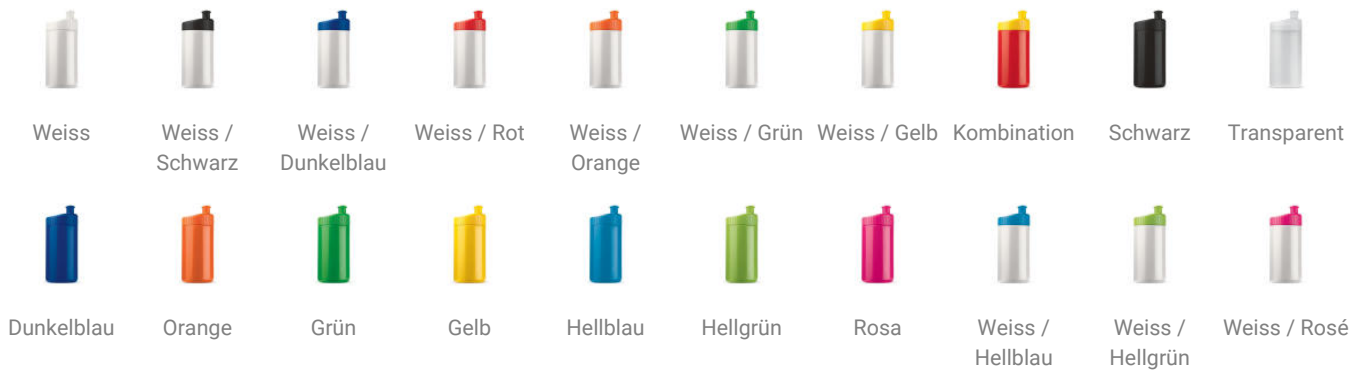 Weiss
Weiss /
Schwarz
Weiss /
Dunkelblau
Weiss / Rot
Weiss /
Orange
Weiss / Grün
Weiss / Gelb
Kombination
Schwarz
Transparent
Dunkelblau
Orange
Grün
Gelb
Hellblau
Hellgrün
Rosa
Weiss /
Hellblau
Weiss /
Hellgrün
Weiss / Rosé